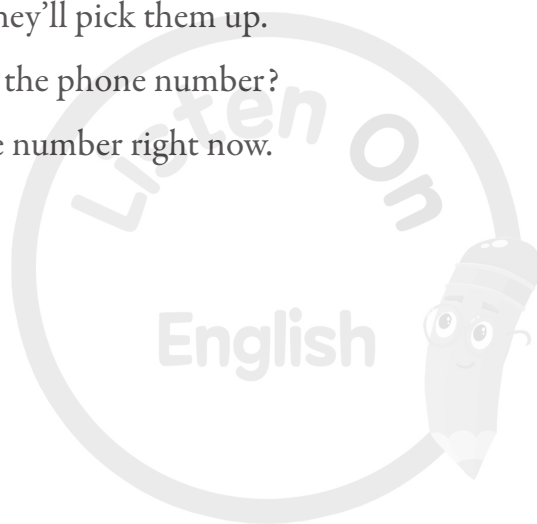 hey’ll pick them up.
the phone number?
e number right now.
Listen On
English